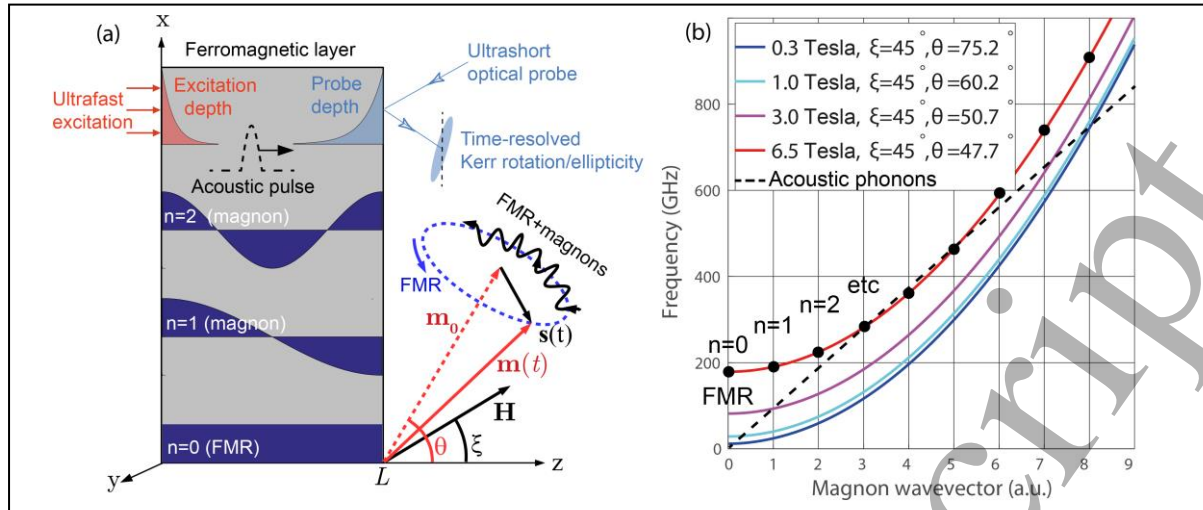 (a)
x
Ferromagnetic layer
Ultrafast
excitation
Excitation
depth
Probe
depth
Ultrashort
optical probe
Time-resolved
Kerr rotation/ellipticity
Acoustic pulse
n=2 (magnon)
n=1 (magnon)
n=0 (FMR)
FMR+magnons
FMR
m₀
s(t)
m(t)
H
θ
ξ
y
L
z
(b)
0.3 Tesla, ξ=45°,θ=75.2°
1.0 Tesla, ξ=45°,θ=60.2°
3.0 Tesla, ξ=45°,θ=50.7°
6.5 Tesla, ξ=45°,θ=47.7°
Acoustic phonons
Frequency (GHz)
800
600
400
200
0
n=0
FMR
n=1
n=2
etc
0 1 2 3 4 5 6 7 8 9
Magnon wavevector (a.u.)
cript